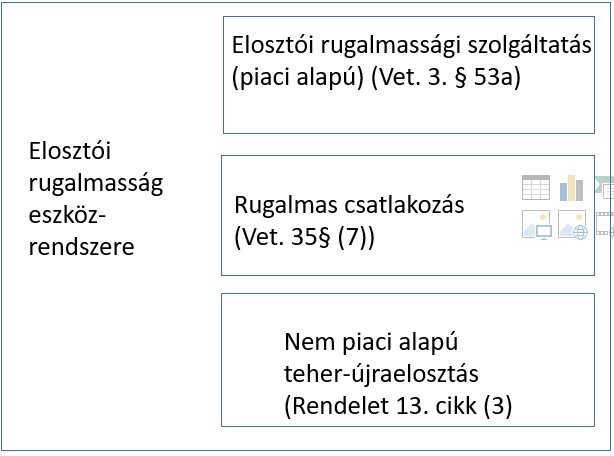 Elosztói
rugalmasság
eszköz-
rendszere
Elosztói rugalmassági szolgáltatás
(piaci alapú) (Vet. 3. § 53a)
Rugalmas csatlakozás
(Vet. 35§ (7))
Nem piaci alapú
teher-újraelosztás
(Rendelet 13. cikk (3)